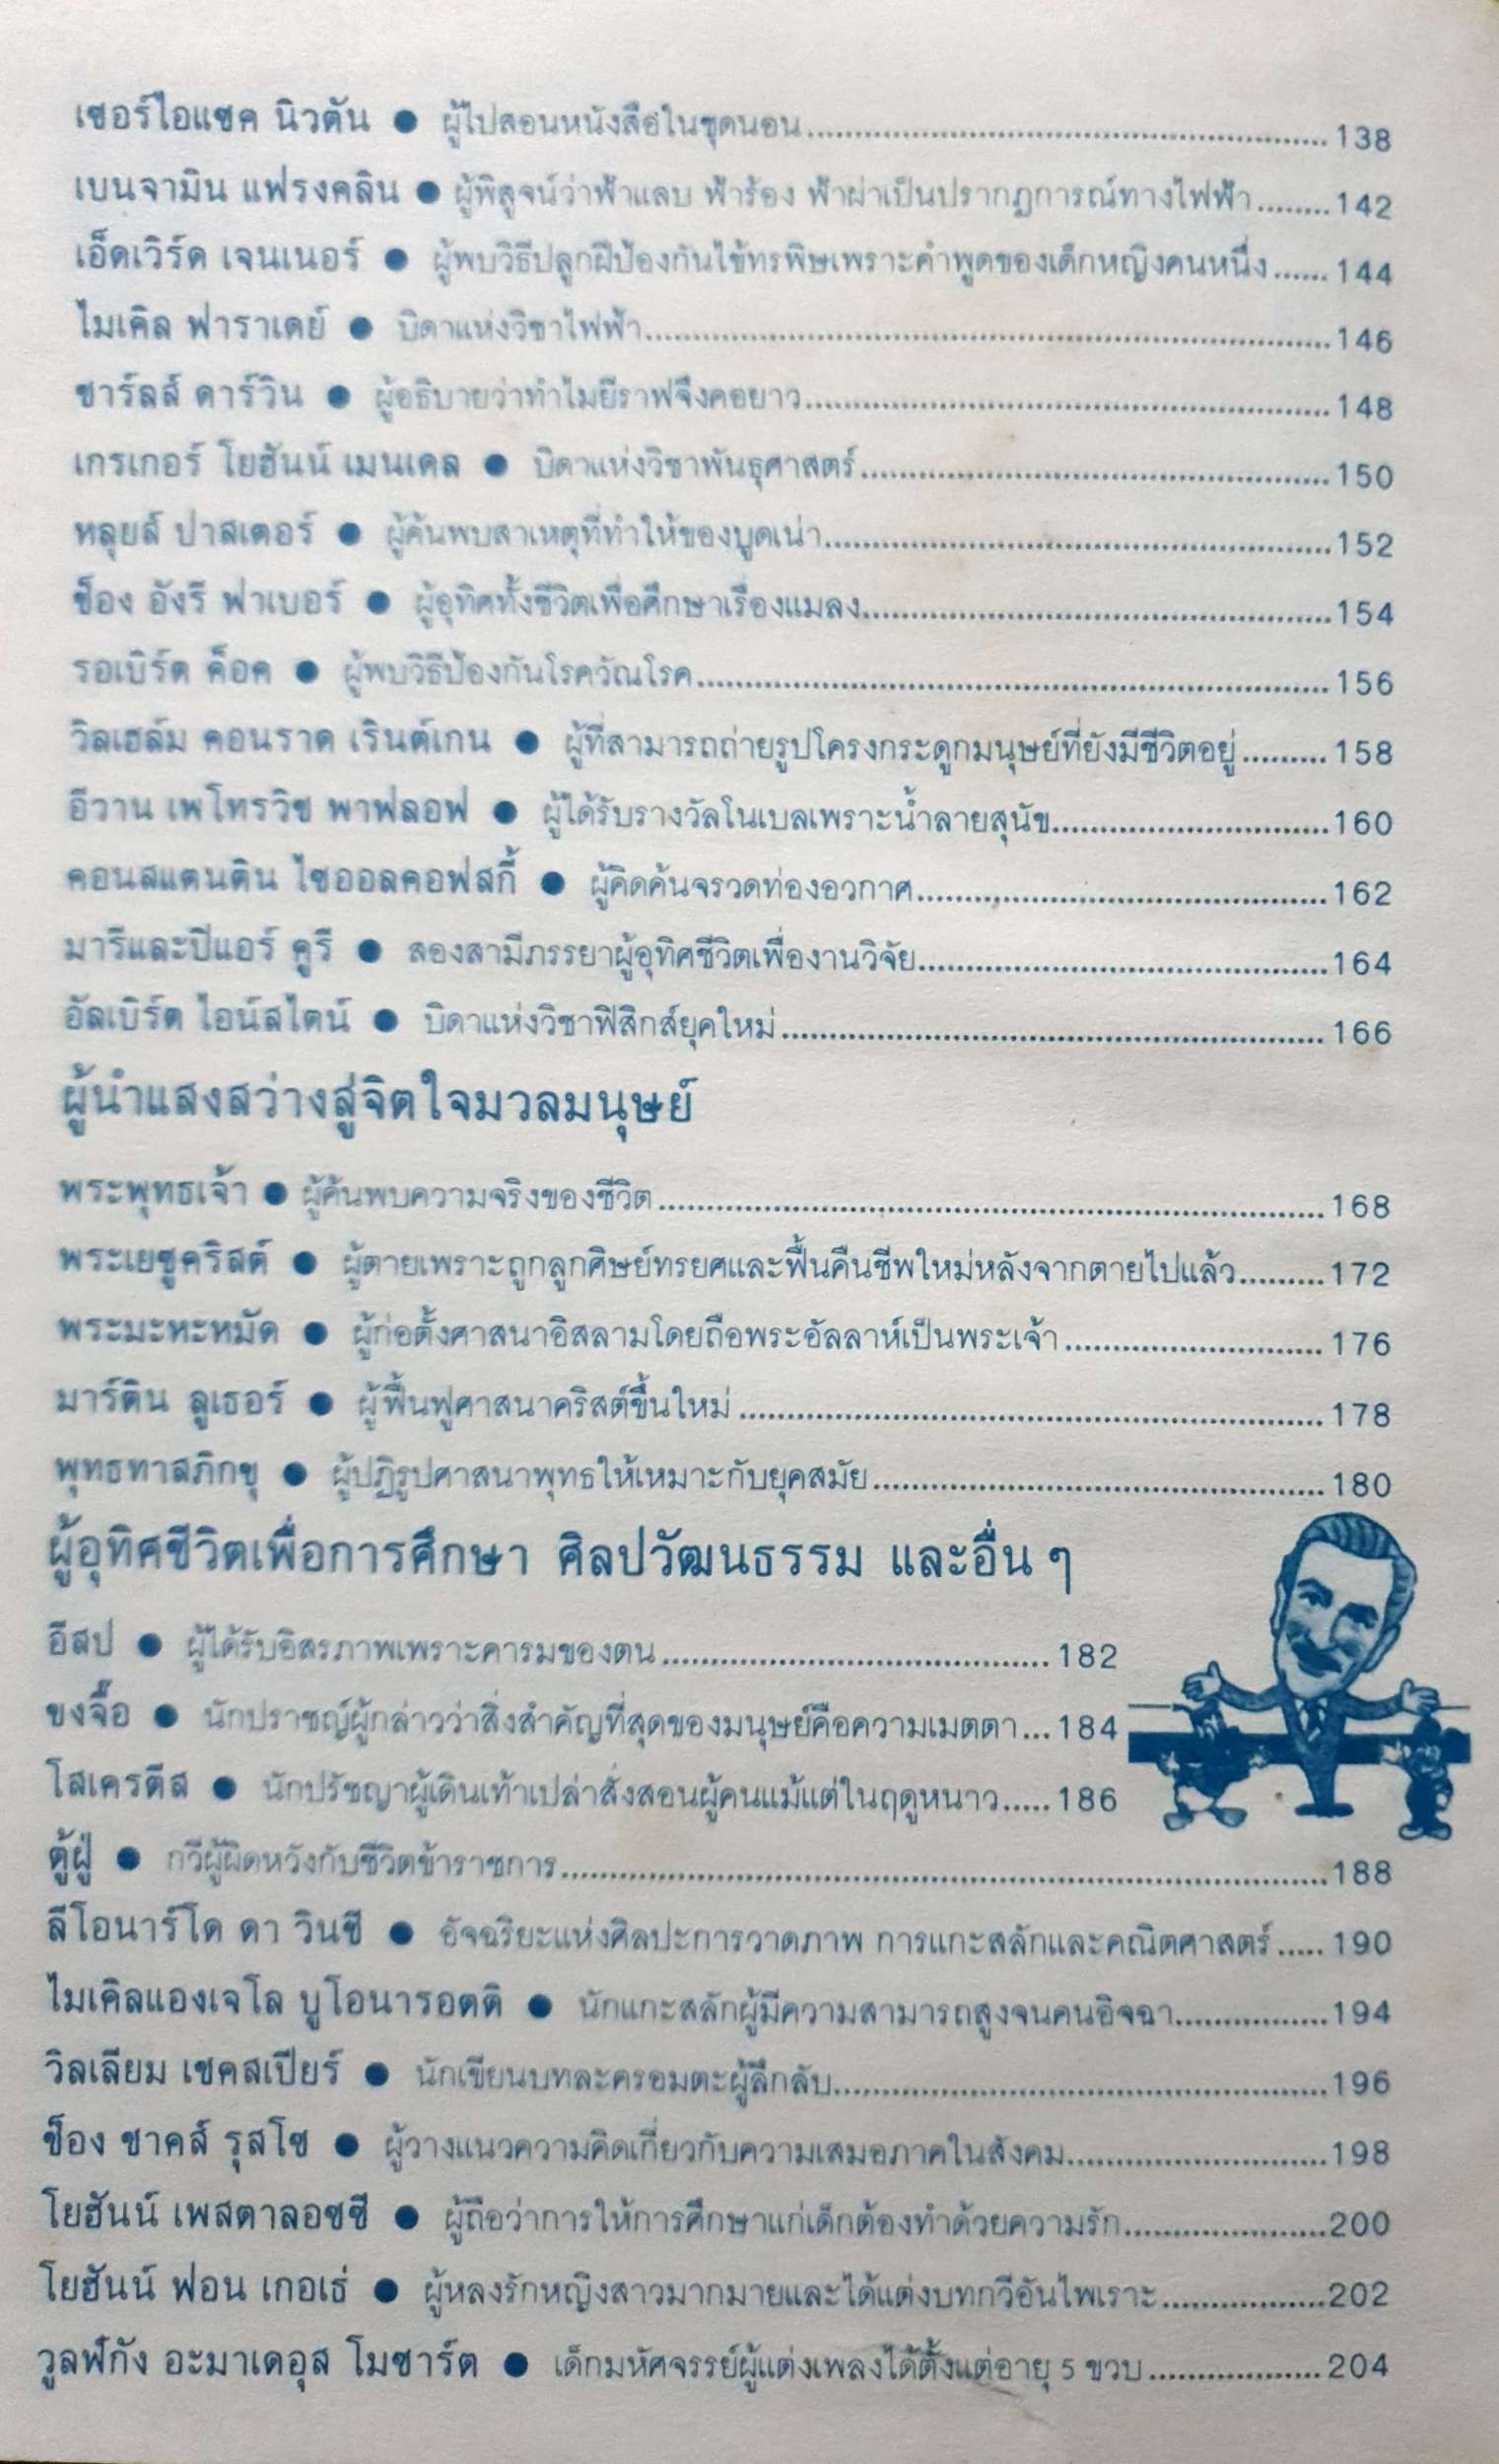 เซอร์ไอแซค นิวตัน ● ผู้ไปสอนหนังสือในชุดนอน.....138
เบนจามิน แฟรงคลิน ● ผู้พิสูจน์ว่าฟ้าแลบ ฟ้าร้อง ฟ้าผ่าเป็นปรากฏการณ์ทางไฟฟ้า.....142
เอ็ดเวิร์ด เจนเนอร์ ● ผู้พบวิธีปลูกฝีป้องกันไข้ทรพิษเพราะคำพูดของเด็กหญิงคนหนึ่ง.....144
ไมเคิล ฟาราเดย์ ● บิดาแห่งวิชาไฟฟ้า.....146
ชาร์ลส์ ดาร์วิน ● ผู้อธิบายว่าทำไมยีราฟจึงคอยาว.....148
เกรเกอร์ โยฮันน์ เมนเดล ● บิดาแห่งวิชาพันธุศาสตร์.....150
หลุยส์ ปาสเตอร์ ● ผู้ค้นพบสาเหตุที่ทำให้ของบูดเน่า.....152
ช็อง อังรี ฟาเบอร์ ● ผู้อุทิศทั้งชีวิตเพื่อศึกษาเรื่องแมลง.....154
รอเบิร์ต ค็อค ● ผู้พบวิธีป้องกันโรควัณโรค.....156
วิลเฮล์ม คอนราด เรินต์เกน ● ผู้ที่สามารถถ่ายรูปโครงกระดูกมนุษย์ที่ยังมีชีวิตอยู่.....158
อีวาน เพโทรวิช พาฟลอฟ ● ผู้ได้รับรางวัลโนเบลเพราะน้ำลายสุนัข.....160
คอนสแตนติน ไซออลคอฟสกี้ ● ผู้คิดค้นจรวดท่องอวกาศ.....162
มารีและปีแอร์ คูรี ● สองสามีภรรยาผู้อุทิศชีวิตเพื่องานวิจัย.....164
อัลเบิร์ต ไอน์สไตน์ ● บิดาแห่งวิชาฟิสิกส์ยุคใหม่.....166
ผู้นำแสงสว่างสู่จิตใจมวลมนุษย์
พระพุทธเจ้า ● ผู้ค้นพบความจริงของชีวิต.....168
พระเยซูคริสต์ ● ผู้ตายเพราะถูกลูกศิษย์ทรยศและฟื้นคืนชีพใหม่หลังจากตายไปแล้ว.....172
พระมะหะหมัด ● ผู้ก่อตั้งศาสนาอิสลามโดยถือพระอัลลาห์เป็นพระเจ้า.....176
มาร์ติน ลูเธอร์ ● ผู้ฟื้นฟูศาสนาคริสต์ขึ้นใหม่.....178
พุทธทาสภิกขุ ● ผู้ปฏิรูปศาสนาพุทธให้เหมาะกับยุคสมัย.....180
ผู้อุทิศชีวิตเพื่อการศึกษา ศิลปวัฒนธรรม และอื่น ๆ
อีสป ● ผู้ได้รับอิสรภาพเพราะคารมของตน.....182
ขงจื๊อ ● นักปราชญ์ผู้กล่าวว่าสิ่งสำคัญที่สุดของมนุษย์คือความเมตตา...184
โสเครตีส ● นักปรัชญาผู้เดินเท้าเปล่าสั่งสอนผู้คนแม้แต่ในฤดูหนาว.....186
ตู้ฝู่ ● กวีผู้ผิดหวังกับชีวิตข้าราชการ.....188
ลีโอนาร์โด ดา วินซี ● อัจฉริยะแห่งศิลปะการวาดภาพ การแกะสลักและคณิตศาสตร์.....190
ไมเคิลแองเจโล บูโอนารอตติ ● นักแกะสลักผู้มีความสามารถสูงจนคนอิจฉา.....194
วิลเลียม เชคสเปียร์ ● นักเขียนบทละครอมตะผู้ลึกลับ.....196
ช็อง ชาคส์ รุสโซ ● ผู้วางแนวความคิดเกี่ยวกับความเสมอภาคในสังคม.....198
โยฮันน์ เพสตาลอซซี ● ผู้ถือว่าการให้การศึกษาแก่เด็กต้องทำด้วยความรัก.....200
โยฮันน์ ฟอน เกอเธ่ ● ผู้หลงรักหญิงสาวมากมายและได้แต่งบทกวีอันไพเราะ.....202
วูลฟ์กัง อะมาเดอุส โมซาร์ต ● เด็กมหัศจรรย์ผู้แต่งเพลงได้ตั้งแต่อายุ 5 ขวบ.....204